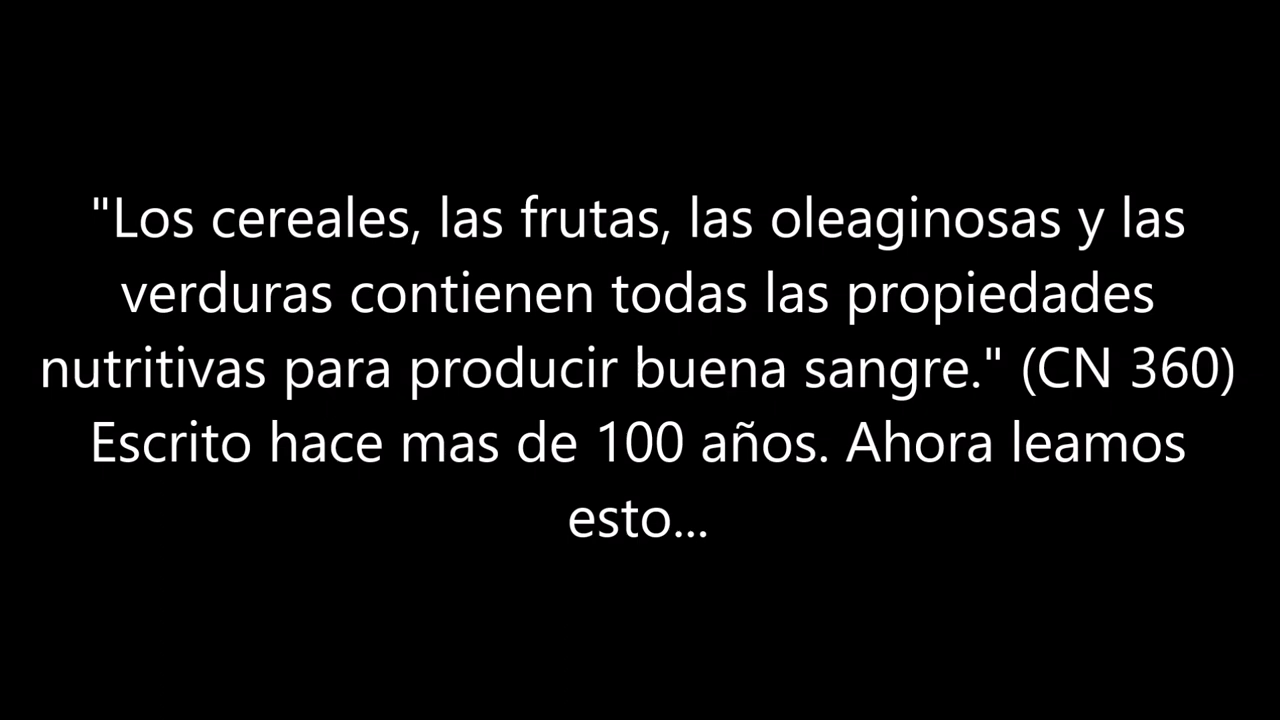 "Los cereales, las frutas, las oleaginosas y las
verduras contienen todas las propiedades
nutritivas para producir buena sangre." (CN 360)
Escrito hace mas de 100 años. Ahora leamos
esto...